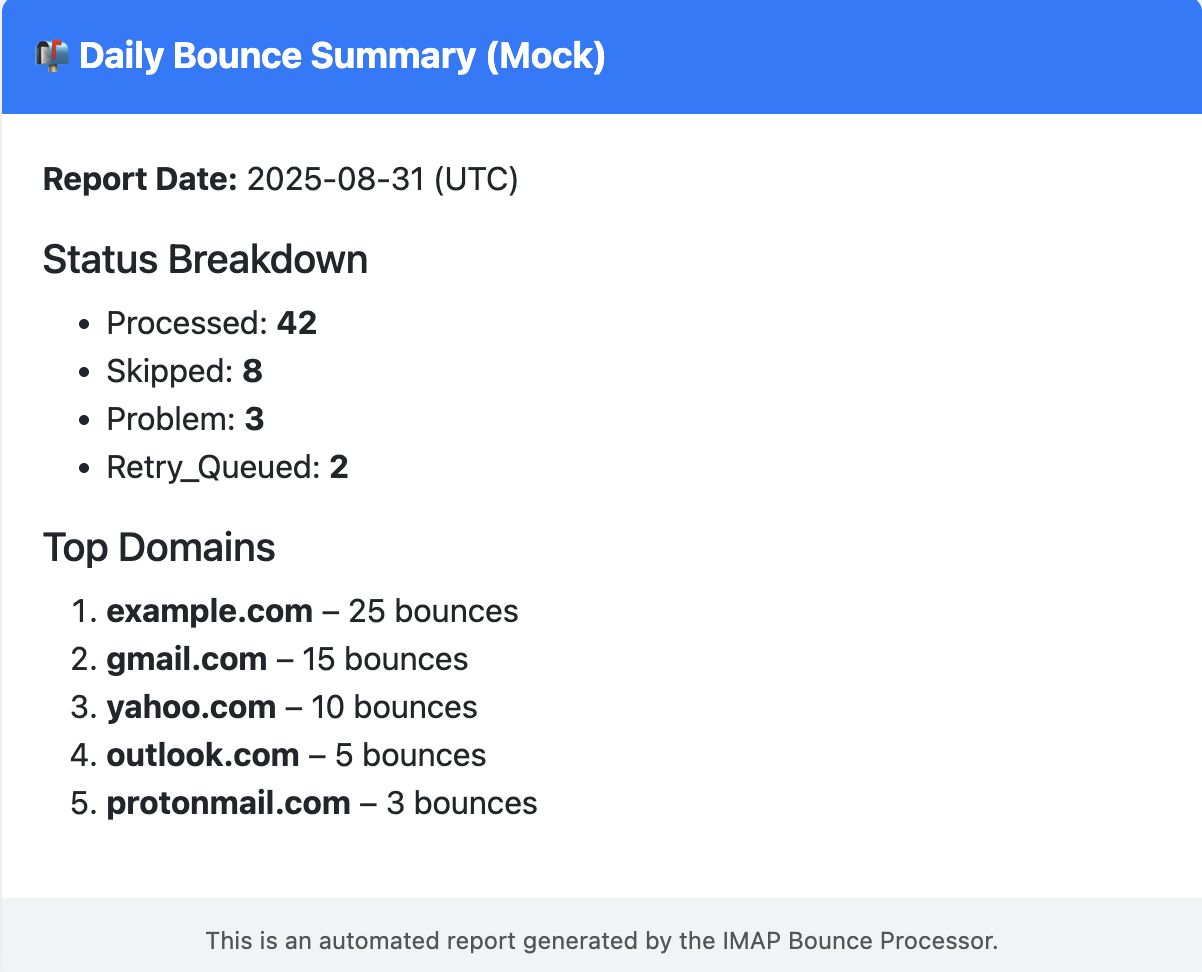 Daily Bounce Summary (Mock)
Report Date: 2025-08-31 (UTC)
Status Breakdown
• Processed: 42
• Skipped: 8
• Problem: 3
• Retry_Queued: 2
Top Domains
1. example.com – 25 bounces
2. gmail.com – 15 bounces
3. yahoo.com – 10 bounces
4. outlook.com – 5 bounces
5. protonmail.com – 3 bounces
This is an automated report generated by the IMAP Bounce Processor.